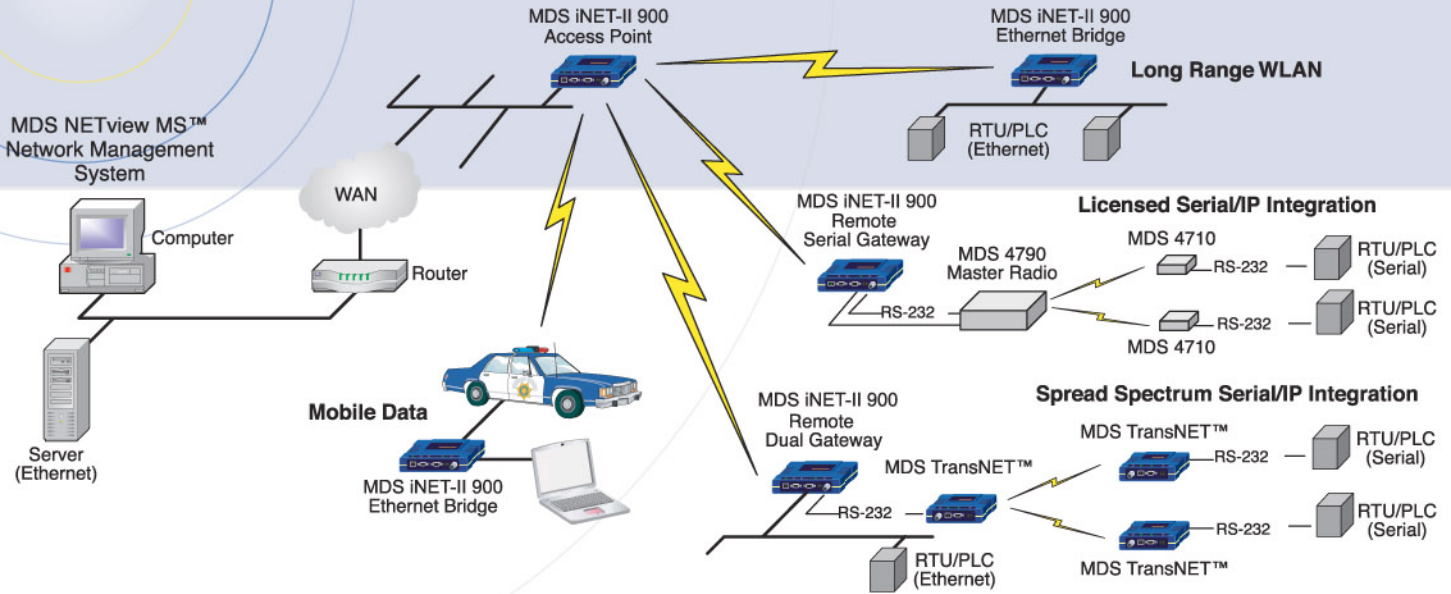 MDS iNET-II 900
Access Point
MDS iNET-II 900
Ethernet Bridge
Long Range WLAN
RTU/PLC
(Ethernet)
MDS NETview MS™
Network Management
System
Computer
WAN
Router
Server
(Ethernet)
Mobile Data
MDS iNET-II 900
Ethernet Bridge
MDS iNET-II 900
Remote
Serial Gateway
RS-232
MDS 4790
Master Radio
Licensed Serial/IP Integration
MDS 4710
RS-232
RTU/PLC
(Serial)
MDS 4710
RS-232
RTU/PLC
(Serial)
MDS iNET-II 900
Remote
Dual Gateway
RS-232
MDS TransNET™
RTU/PLC
(Ethernet)
Spread Spectrum Serial/IP Integration
MDS TransNET™
RS-232
RTU/PLC
(Serial)
MDS TransNET™
RS-232
RTU/PLC
(Serial)